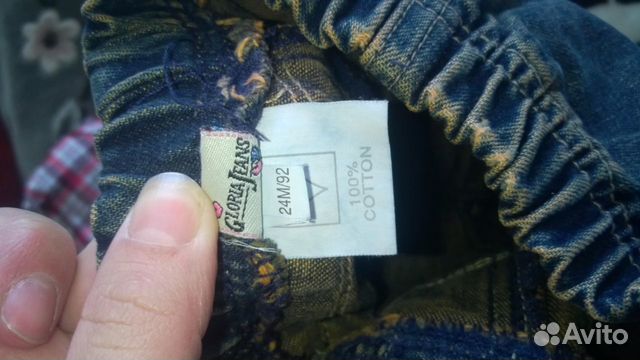 GLORIA JEANS
24M/92
100%
COTTON
Avito